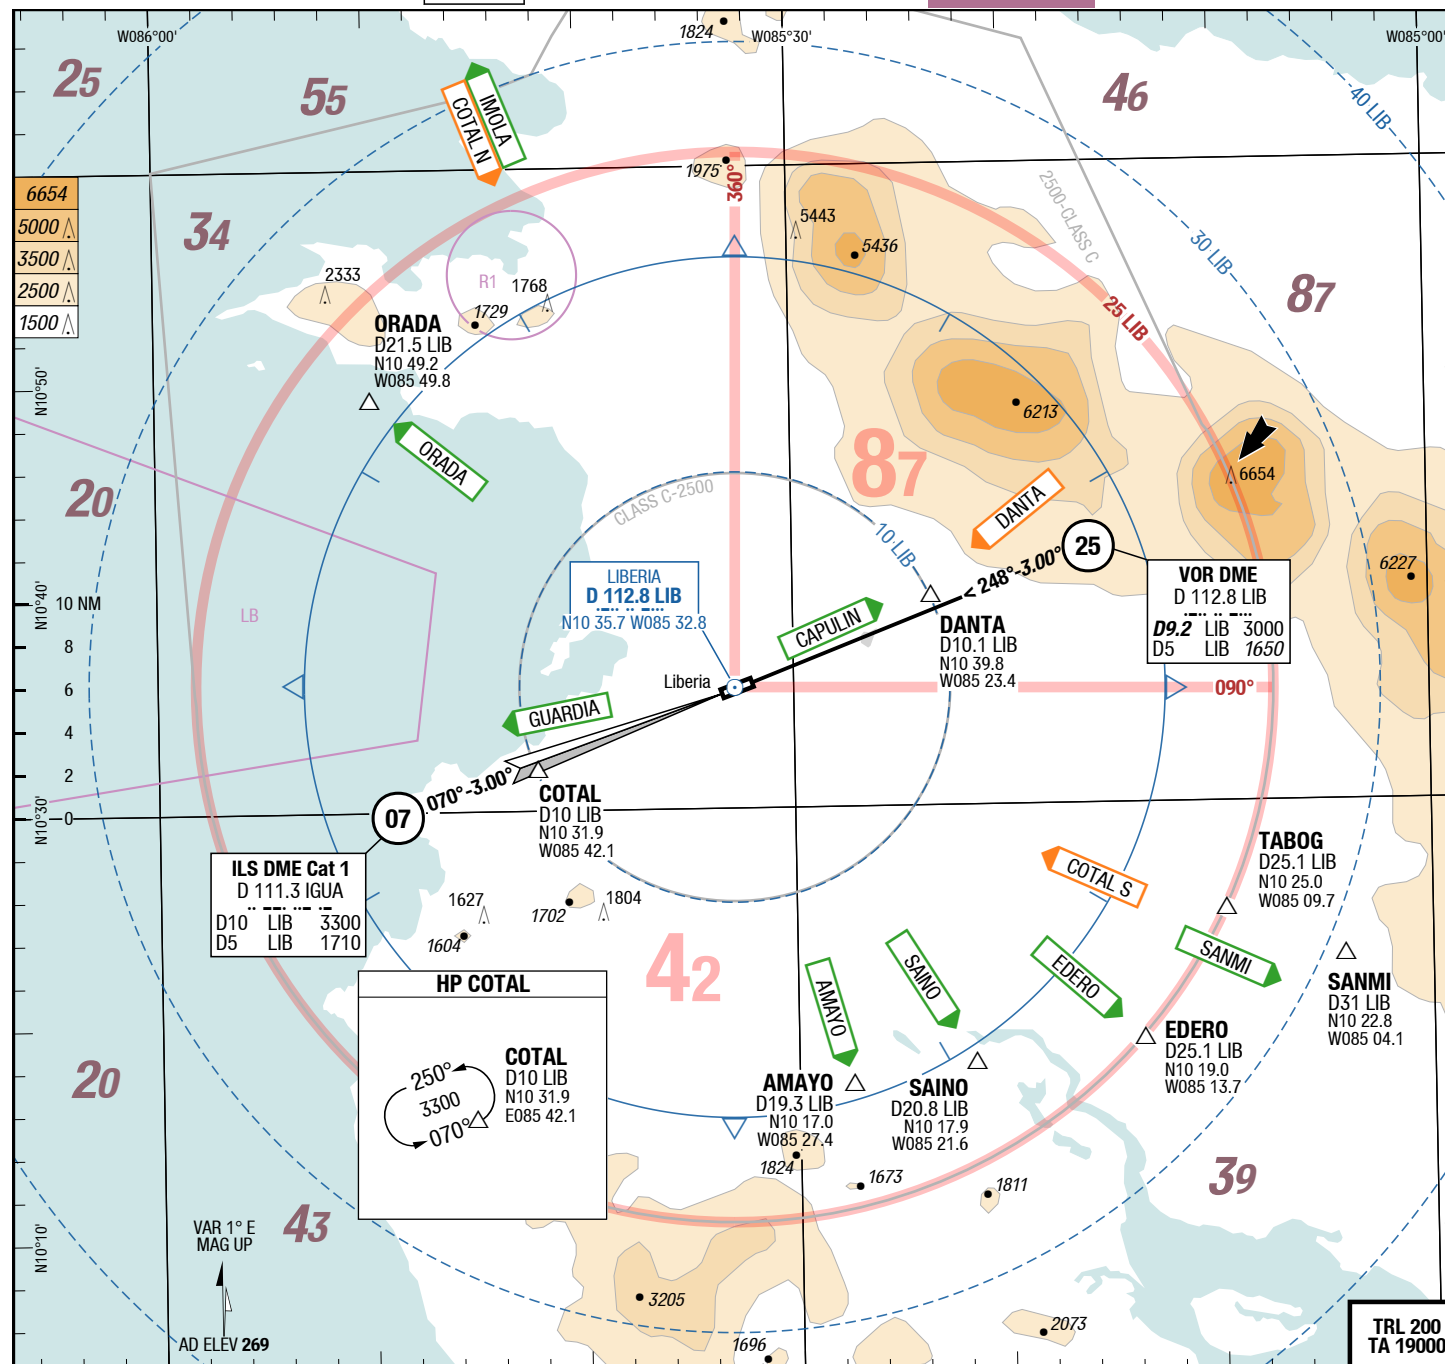 W086°00'
1824
W085°30'
W085°00'
25
55
46
40 LIB
IMOLA
COTAL N
1975
360°
2500-CLASS C
6654
5000
3500
2500
1500
34
5443
5436
30 LIB
87
2333
R1
1768
1729
25 LIB
ORADA
D21.5 LIB
N10 49.2
W085 49.8
N10°50'
6213
ORADA
87
6654
20
CLASS C-2500
DANTA
10 LIB
25
248°-3.00°
6227
LIBERIA
D 112.8 LIB
N10 35.7 W085 32.8
VOR DME
D 112.8 LIB
D9.2 LIB 3000
D5 LIB 1650
N10°40'
10 NM
8
6
4
2
0
LB
CAPULIN
DANTA
D10.1 LIB
N10 39.8
W085 23.4
Liberia
090°
GUARDIA
070°-3.00°
07
COTAL
D10 LIB
N10 31.9
W085 42.1
N10°30'
ILS DME Cat 1
D 111.3 IGUA
D10 LIB 3300
D5 LIB 1710
COTAL S
TABOG
D25.1 LIB
N10 25.0
W085 09.7
1627
1604
1702
1804
42
AMAYO
SAINO
EDERO
SANMI
SANMI
D31 LIB
N10 22.8
W085 04.1
HP COTAL
250°
3300
070°
COTAL
D10 LIB
N10 31.9
E085 42.1
EDERO
D25.1 LIB
N10 19.0
W085 13.7
AMAYO
D19.3 LIB
N10 17.0
W085 27.4
SAINO
D20.8 LIB
N10 17.9
W085 21.6
20
1824
1673
1811
39
43
VAR 1° E
MAG UP
N10°10'
3205
2073
1696
AD ELEV 269
TRL 200
TA 19000